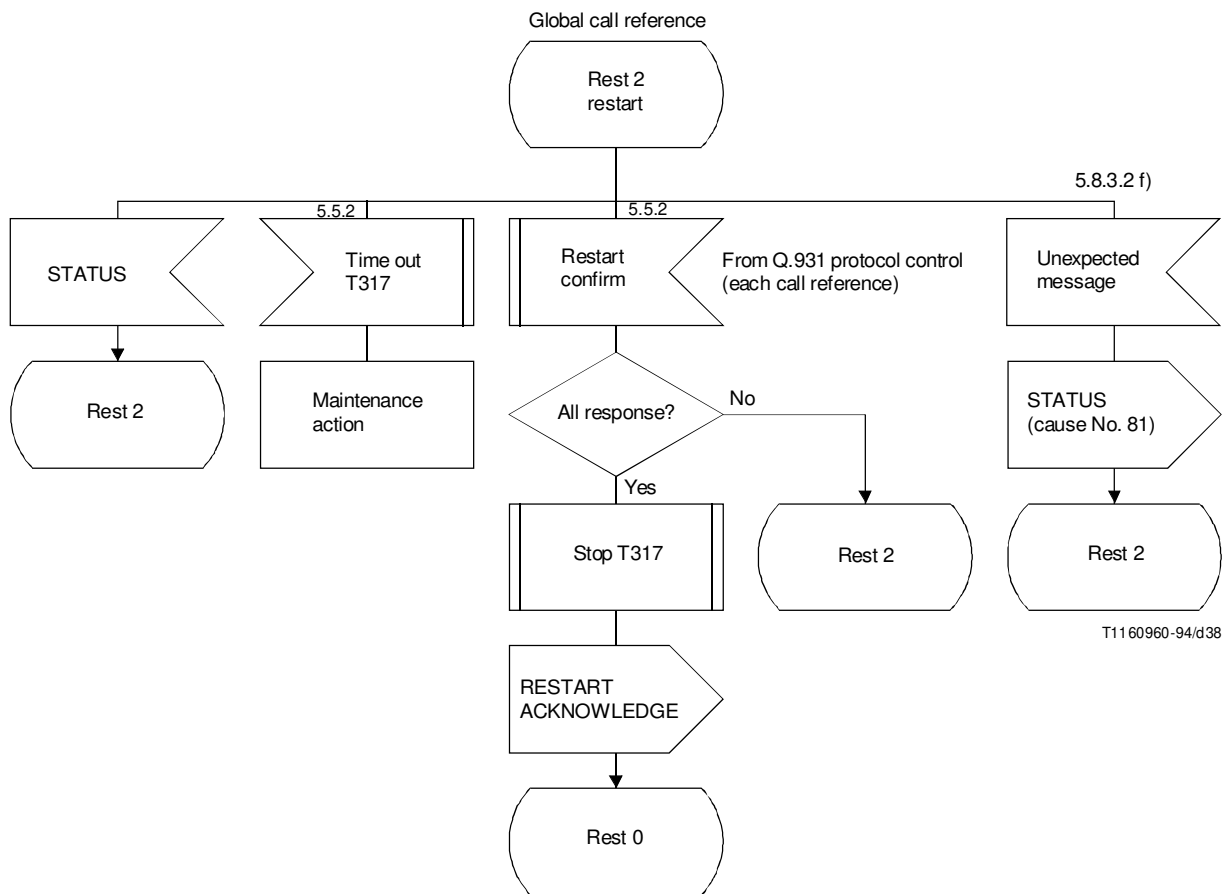 Global call reference
Rest 2
restart
5.8.3.2 f)
5.5.2
5.5.2
STATUS
Time out
T317
Restart
confirm
From Q.931 protocol control
(each call reference)
Unexpected
message
Rest 2
Maintenance
action
All response?
No
STATUS
(cause No. 81)
Yes
Stop T317
Rest 2
Rest 2
T1160960-94/d38
RESTART
ACKNOWLEDGE
Rest 0